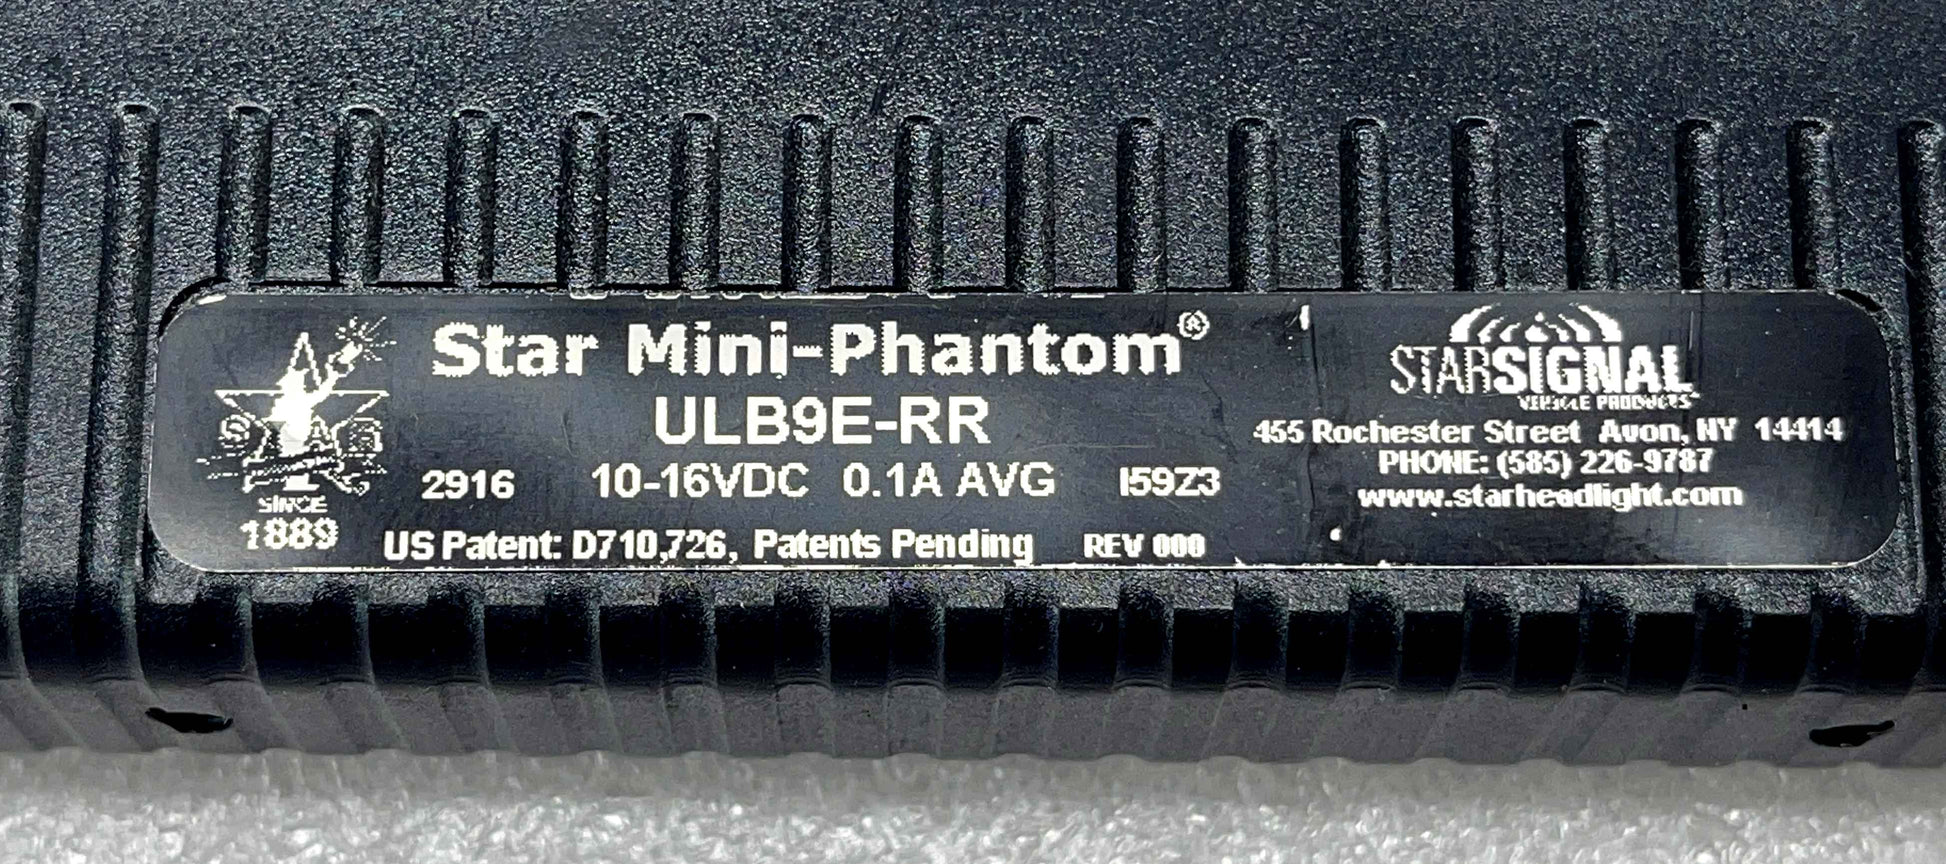 Star Mini-Phantom®
ULB9E-RR
2916 10-16VDC 0.1A AVG I59Z3
US Patent: D710,726, Patents Pending REV 000
SINCE
1889
STARSIGNAL
VEHICLE PRODUCTS
455 Rochester Street Avon, NY 14414
PHONE: (585) 226-9787
www.starheadlight.com